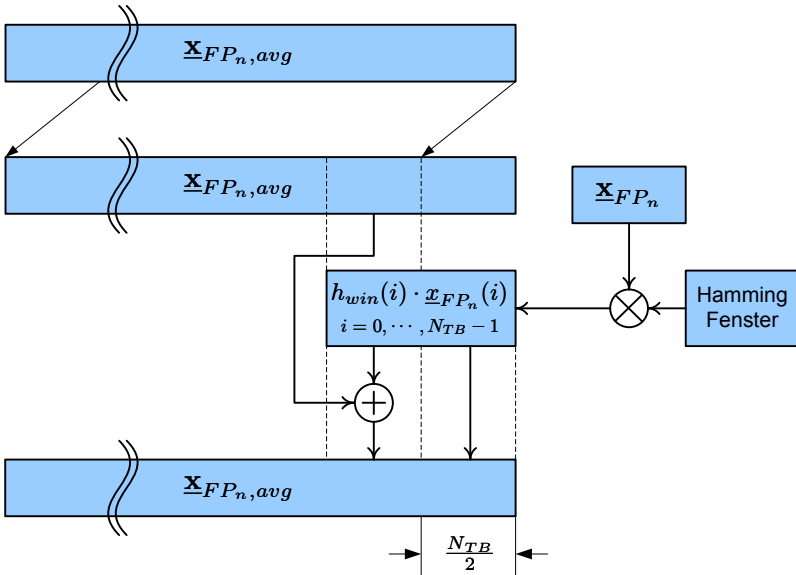 x_{FP_n,avg}
x_{FP_n,avg}
x_{FP_n}
h_{win}(i) · x_{FP_n}(i)
i = 0, ⋯ , N_{TB} − 1
Hamming
Fenster
x_{FP_n,avg}
N_{TB}
2